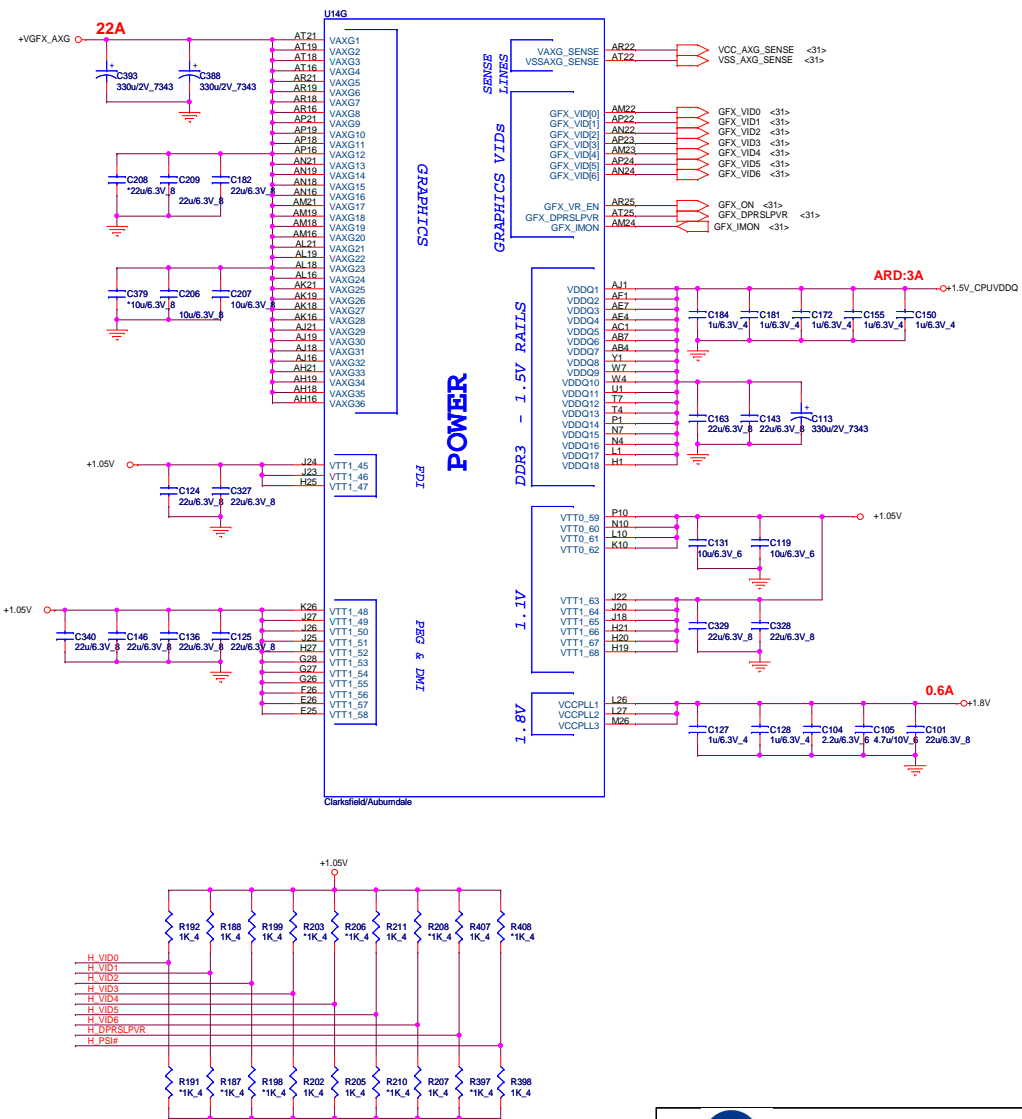 U14G
22A
+VGFX_AXG
C393
330u/2V_7343
C388
330u/2V_7343
C208
*22u/6.3V_8
C209
22u/6.3V_8
C182
22u/6.3V_8
C379
*10u/6.3V_8
C206
10u/6.3V_8
C207
10u/6.3V_8
AT21 VAXG1
AT19 VAXG2
AT18 VAXG3
AT16 VAXG4
AR21 VAXG5
AR19 VAXG6
AR18 VAXG7
AR16 VAXG8
AP21 VAXG9
AP19 VAXG10
AP18 VAXG11
AP16 VAXG12
AN21 VAXG13
AN19 VAXG14
AN18 VAXG15
AN16 VAXG16
AM21 VAXG17
AM19 VAXG18
AM18 VAXG19
AM16 VAXG20
AL21 VAXG21
AL19 VAXG22
AL18 VAXG23
AL16 VAXG24
AK21 VAXG25
AK19 VAXG26
AK18 VAXG27
AK16 VAXG28
AJ21 VAXG29
AJ19 VAXG30
AJ18 VAXG31
AJ16 VAXG32
AH21 VAXG33
AH19 VAXG34
AH18 VAXG35
AH16 VAXG36
GRAPHICS
POWER
SENSE
LINES
VAXG_SENSE AR22 VCC_AXG_SENSE <31>
VSSAXG_SENSE AT22 VSS_AXG_SENSE <31>
GRAPHICS VIDs
GFX_VID[0] AM22 GFX_VID0 <31>
GFX_VID[1] AP22 GFX_VID1 <31>
GFX_VID[2] AN22 GFX_VID2 <31>
GFX_VID[3] AP23 GFX_VID3 <31>
GFX_VID[4] AM23 GFX_VID4 <31>
GFX_VID[5] AP24 GFX_VID5 <31>
GFX_VID[6] AN24 GFX_VID6 <31>
GFX_VR_EN AR25 GFX_ON <31>
GFX_DPRSLPVR AT25 GFX_DPRSLPVR <31>
GFX_IMON AM24 GFX_IMON <31>
DDR3 - 1.5V RAILS
VDDQ1 AJ1
VDDQ2 AF1
VDDQ3 AE7
VDDQ4 AE4
VDDQ5 AC1
VDDQ6 AB7
VDDQ7 AB4
VDDQ8 Y1
VDDQ9 W7
VDDQ10 W4
VDDQ11 U1
VDDQ12 T7
VDDQ13 T4
VDDQ14 P1
VDDQ15 N7
VDDQ16 N4
VDDQ17 L1
VDDQ18 H1
ARD:3A
+1.5V_CPUVDDQ
C184
1u/6.3V_4
C181
1u/6.3V_4
C172
1u/6.3V_4
C155
1u/6.3V_4
C150
1u/6.3V_4
C163
22u/6.3V_8
C143
22u/6.3V_8
C113
330u/2V_7343
+1.05V
C124
22u/6.3V_8
C327
22u/6.3V_8
J24 VTT1_45
J23 VTT1_46
H25 VTT1_47
FDI
+1.05V
C340
22u/6.3V_8
C146
22u/6.3V_8
C136
22u/6.3V_8
C125
22u/6.3V_8
K26 VTT1_48
J27 VTT1_49
J26 VTT1_50
J25 VTT1_51
H27 VTT1_52
G28 VTT1_53
G27 VTT1_54
G26 VTT1_55
F26 VTT1_56
E26 VTT1_57
E25 VTT1_58
PEG & DMI
1.1V
VTT0_59 P10
VTT0_60 N10
VTT0_61 L10
VTT0_62 K10
+1.05V
C131
10u/6.3V_6
C119
10u/6.3V_6
VTT1_63 J22
VTT1_64 J20
VTT1_65 J18
VTT1_66 H21
VTT1_67 H20
VTT1_68 H19
C329
22u/6.3V_8
C328
22u/6.3V_8
1.8V
VCCPLL1 L26
VCCPLL2 L27
VCCPLL3 M26
0.6A
+1.8V
C127
1u/6.3V_4
C128
1u/6.3V_4
C104
2.2u/6.3V_6
C105
4.7u/10V_6
C101
22u/6.3V_8
Clarksfield/Auburndale
+1.05V
R192
1K_4
R188
1K_4
R199
1K_4
R203
*1K_4
R206
*1K_4
R211
1K_4
R208
*1K_4
R407
1K_4
R408
*1K_4
H_VID0
H_VID1
H_VID2
H_VID3
H_VID4
H_VID5
H_VID6
H_DPRSLPVR
H_PSI#
R191
*1K_4
R187
*1K_4
R198
*1K_4
R202
1K_4
R205
1K_4
R210
*1K_4
R207
1K_4
R397
*1K_4
R398
1K_4